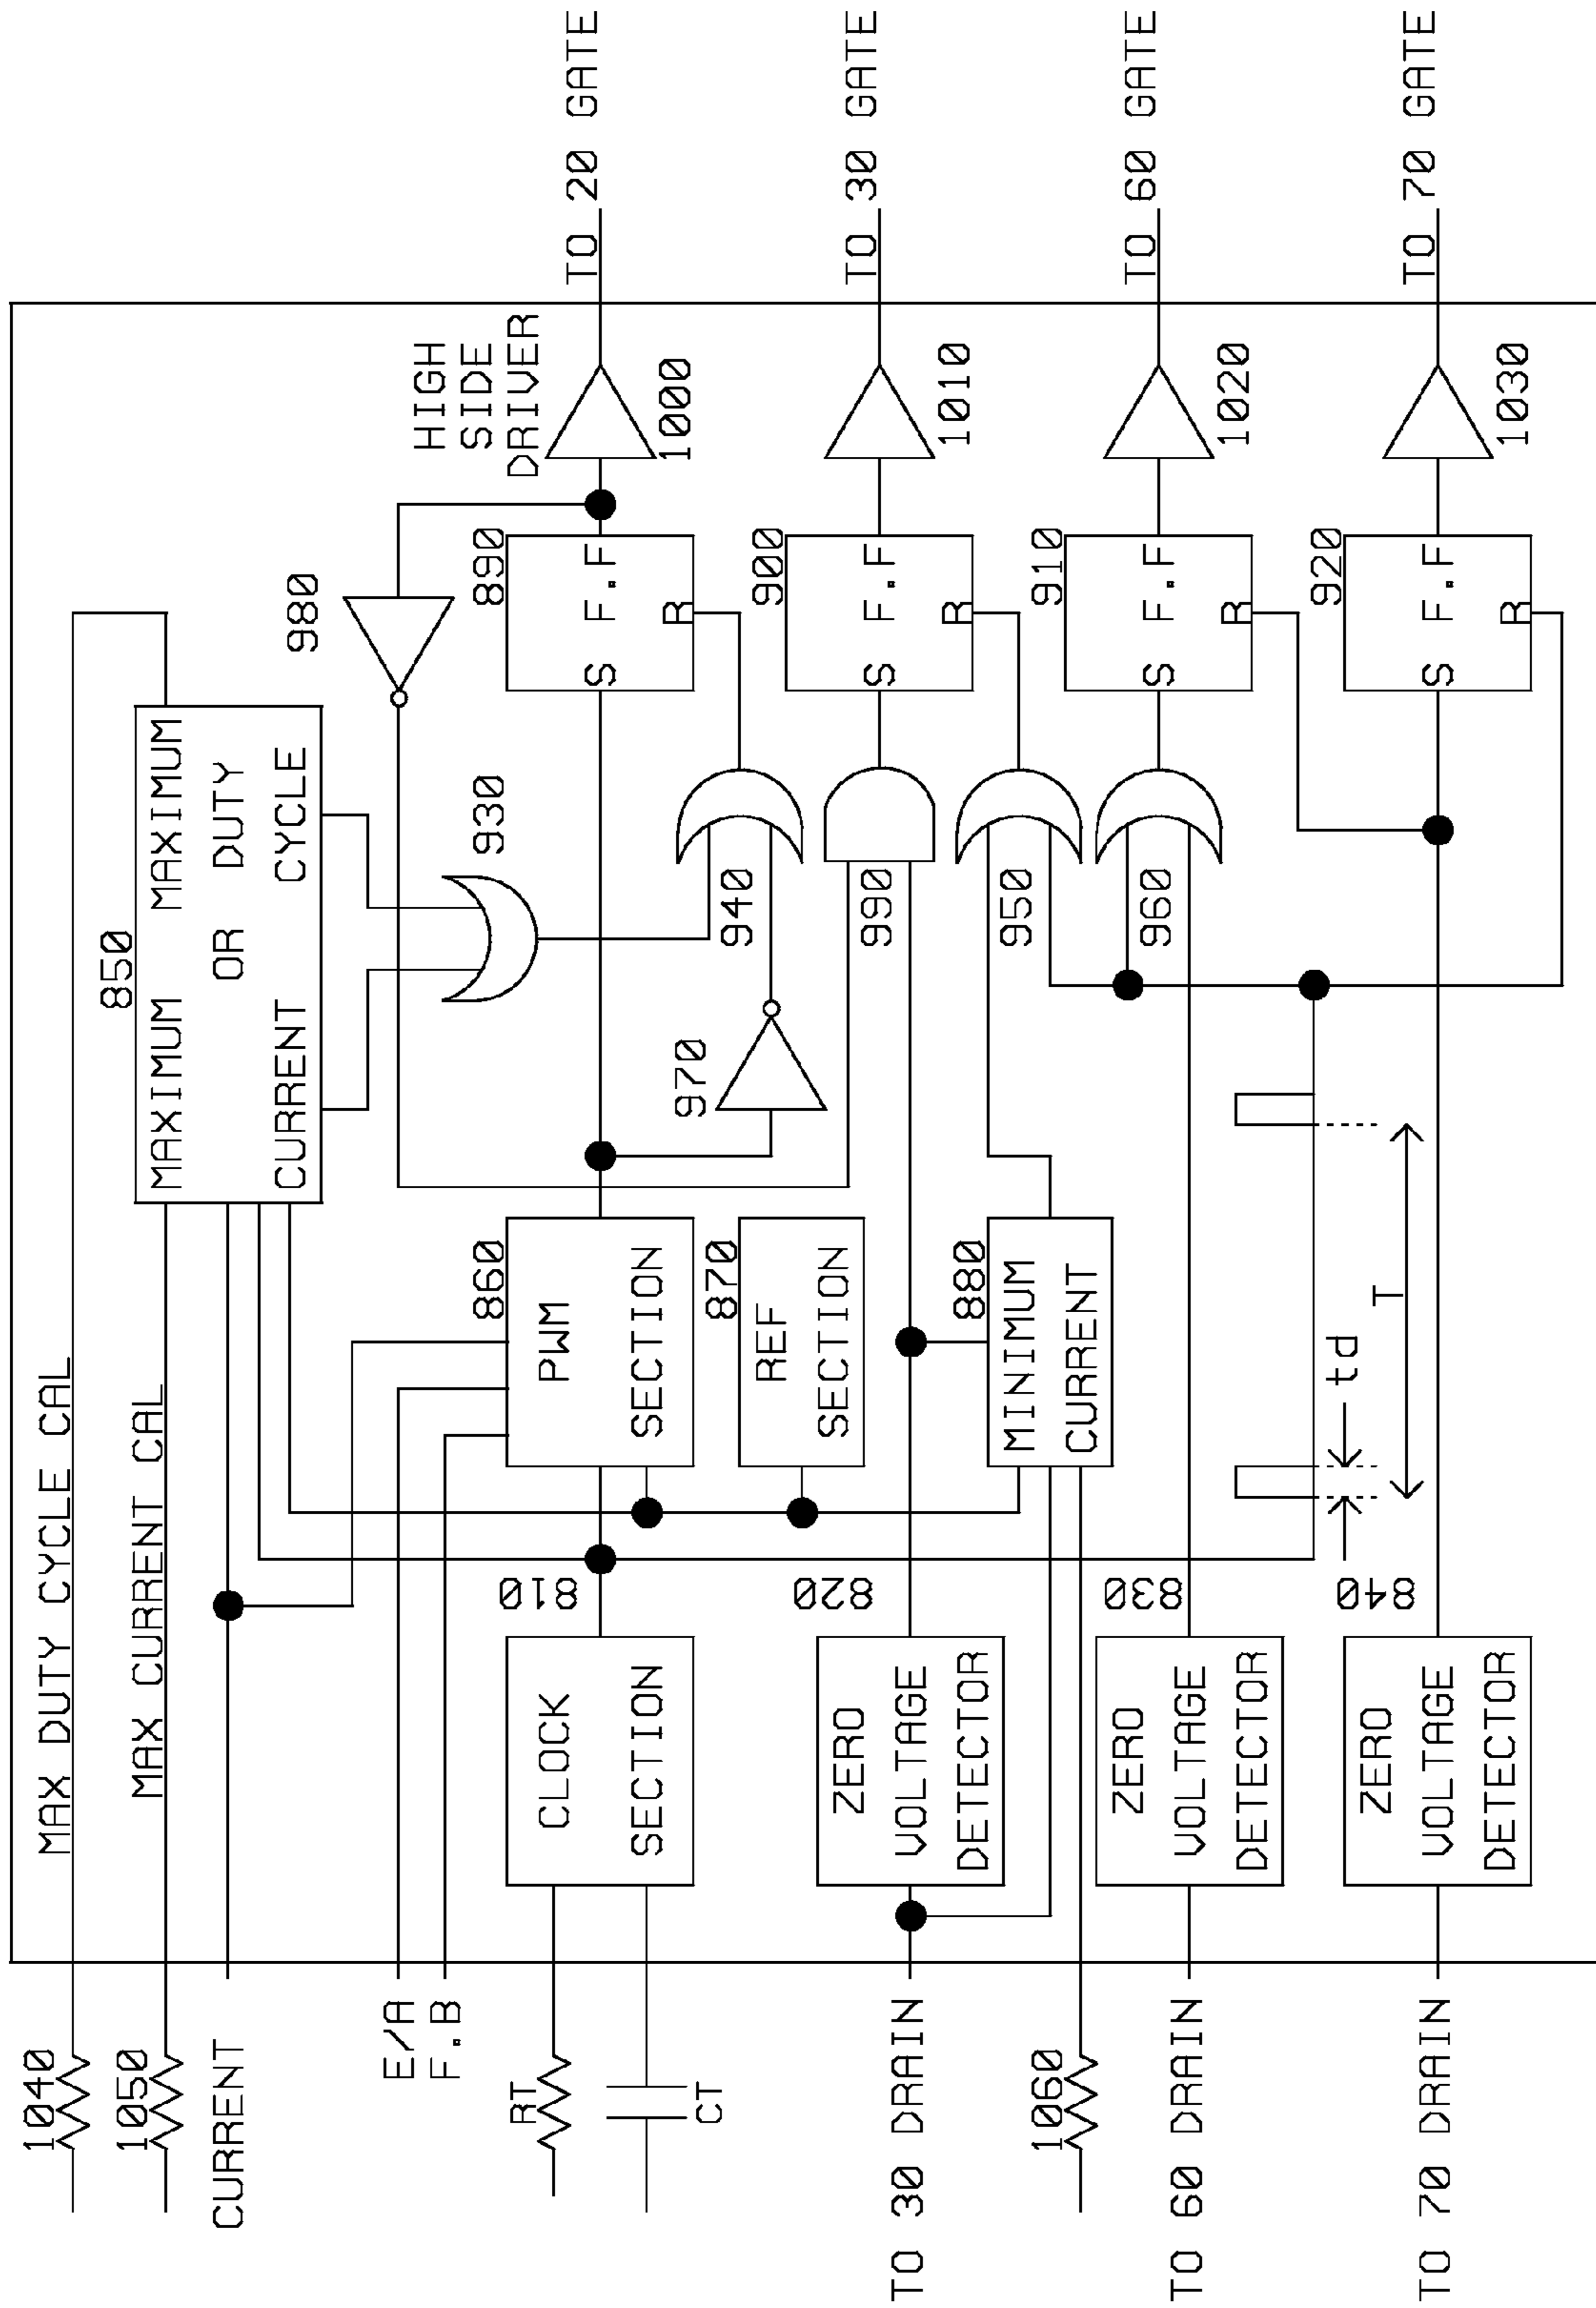 1040
MAX DUTY CYCLE CAL
1050
MAX CURRENT CAL
CURRENT
850
MAXIMUM MAXIMUM
OR DUTY
CURRENT CYCLE
980
930
E/A
F.B
HIGH
SIDE
DRIVER
RT
CT
810
CLOCK
SECTION
860
PWM
SECTION
970
940
890
S F.F
R
1000
TO 20 GATE
870
REF
SECTION
TO 30 DRAIN
820
ZERO
VOLTAGE
DETECTOR
990
900
S F.F
R
1010
TO 30 GATE
1060
880
MINIMUM
CURRENT
950
TO 60 DRAIN
830
ZERO
VOLTAGE
DETECTOR
960
910
S F.F
R
1020
TO 60 GATE
td
T
TO 70 DRAIN
840
ZERO
VOLTAGE
DETECTOR
920
S F.F
R
1030
TO 70 GATE